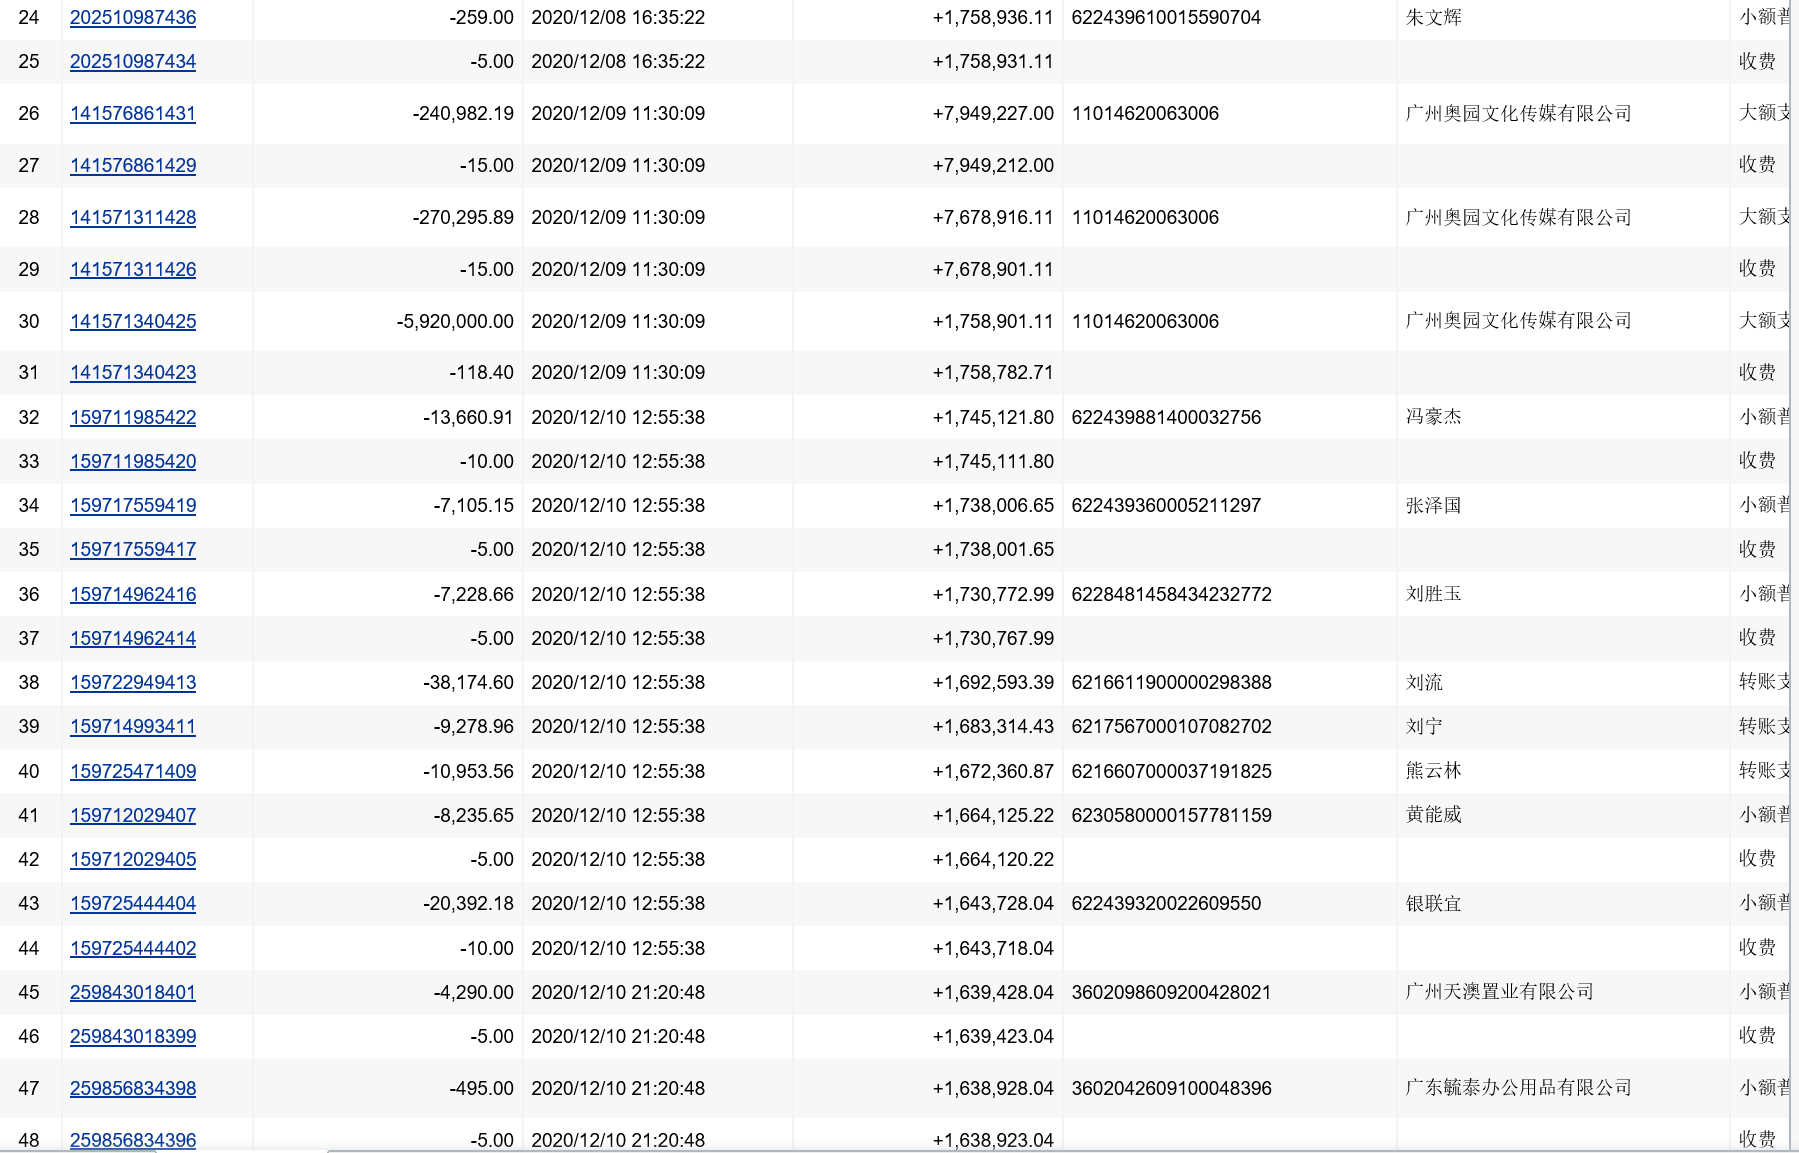 24 202510987436 -259.00 2020/12/08 16:35:22 +1,758,936.11 622439610015590704 朱文辉 小额普
25 202510987434 -5.00 2020/12/08 16:35:22 +1,758,931.11 收费
26 141576861431 -240,982.19 2020/12/09 11:30:09 +7,949,227.00 11014620063006 广州奥园文化传媒有限公司 大额支
27 141576861429 -15.00 2020/12/09 11:30:09 +7,949,212.00 收费
28 141571311428 -270,295.89 2020/12/09 11:30:09 +7,678,916.11 11014620063006 广州奥园文化传媒有限公司 大额支
29 141571311426 -15.00 2020/12/09 11:30:09 +7,678,901.11 收费
30 141571340425 -5,920,000.00 2020/12/09 11:30:09 +1,758,901.11 11014620063006 广州奥园文化传媒有限公司 大额支
31 141571340423 -118.40 2020/12/09 11:30:09 +1,758,782.71 收费
32 159711985422 -13,660.91 2020/12/10 12:55:38 +1,745,121.80 622439881400032756 冯豪杰 小额普
33 159711985420 -10.00 2020/12/10 12:55:38 +1,745,111.80 收费
34 159717559419 -7,105.15 2020/12/10 12:55:38 +1,738,006.65 622439360005211297 张泽国 小额普
35 159717559417 -5.00 2020/12/10 12:55:38 +1,738,001.65 收费
36 159714962416 -7,228.66 2020/12/10 12:55:38 +1,730,772.99 6228481458434232772 刘胜玉 小额普
37 159714962414 -5.00 2020/12/10 12:55:38 +1,730,767.99 收费
38 159722949413 -38,174.60 2020/12/10 12:55:38 +1,692,593.39 6216611900000298388 刘流 转账支
39 159714993411 -9,278.96 2020/12/10 12:55:38 +1,683,314.43 6217567000107082702 刘宁 转账支
40 159725471409 -10,953.56 2020/12/10 12:55:38 +1,672,360.87 6216607000037191825 熊云林 转账支
41 159712029407 -8,235.65 2020/12/10 12:55:38 +1,664,125.22 6230580000157781159 黄能威 小额普
42 159712029405 -5.00 2020/12/10 12:55:38 +1,664,120.22 收费
43 159725444404 -20,392.18 2020/12/10 12:55:38 +1,643,728.04 622439320022609550 银联宜 小额普
44 159725444402 -10.00 2020/12/10 12:55:38 +1,643,718.04 收费
45 259843018401 -4,290.00 2020/12/10 21:20:48 +1,639,428.04 3602098609200428021 广州天澳置业有限公司 小额普
46 259843018399 -5.00 2020/12/10 21:20:48 +1,639,423.04 收费
47 259856834398 -495.00 2020/12/10 21:20:48 +1,638,928.04 3602042609100048396 广东毓泰办公用品有限公司 小额普
48 259856834396 -5.00 2020/12/10 21:20:48 +1,638,923.04 收费